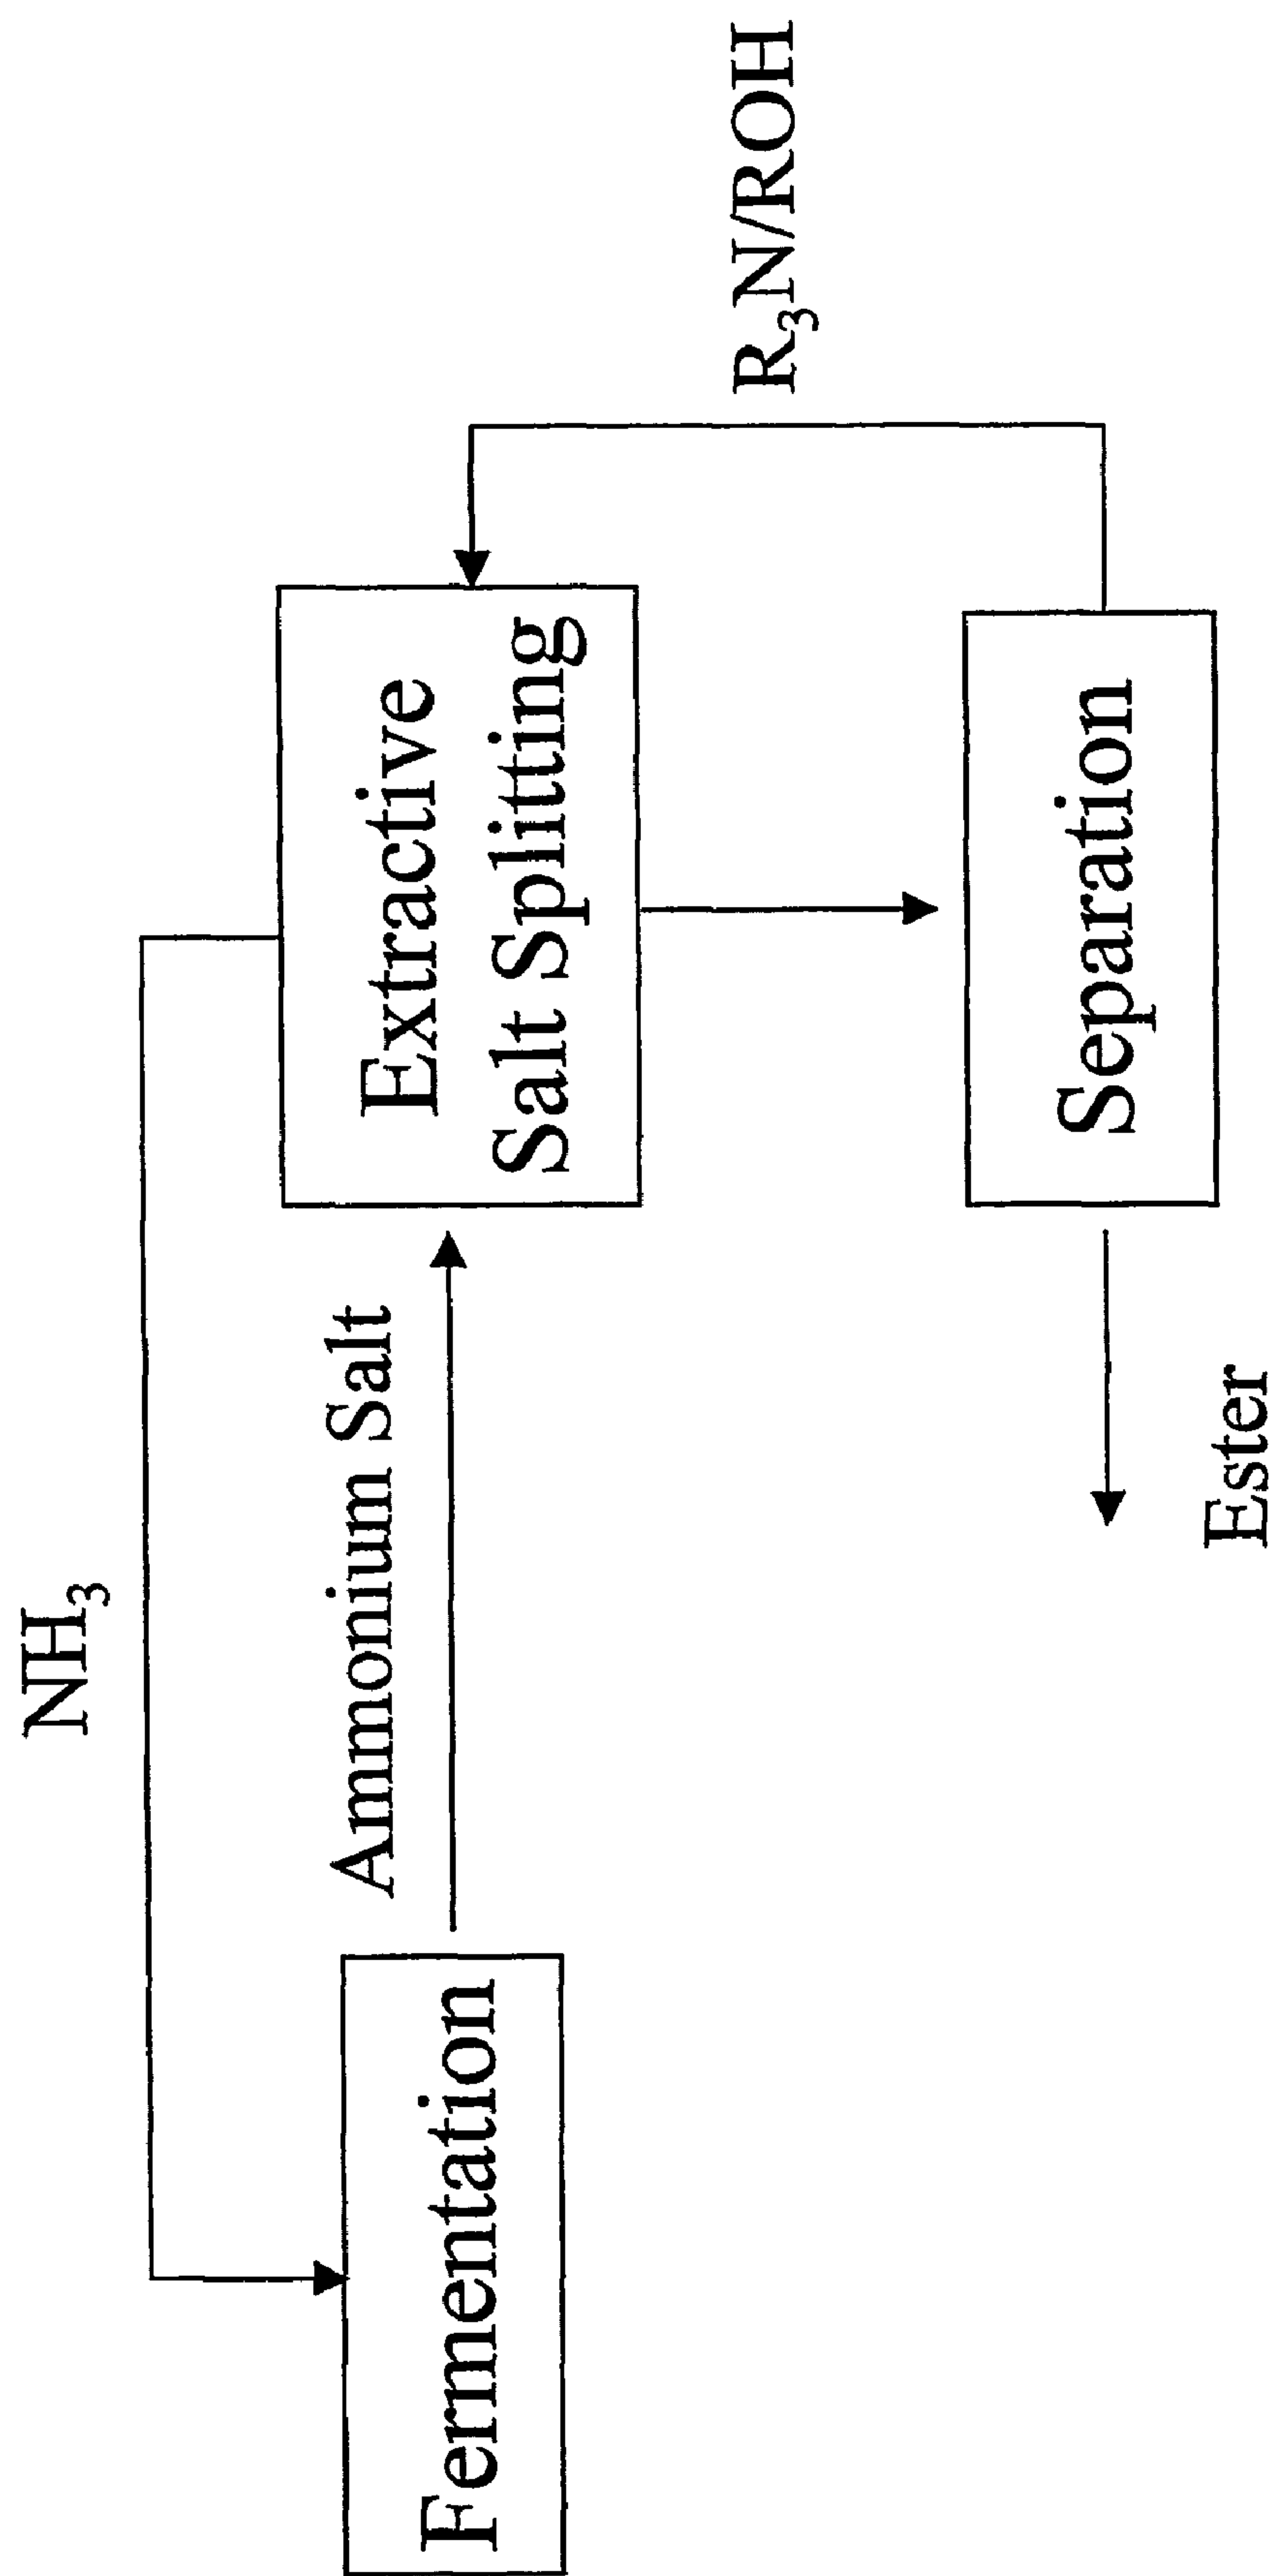 NH₃
Ammonium Salt
Fermentation
Extractive
Salt Splitting
R₃N/ROH
Separation
Ester